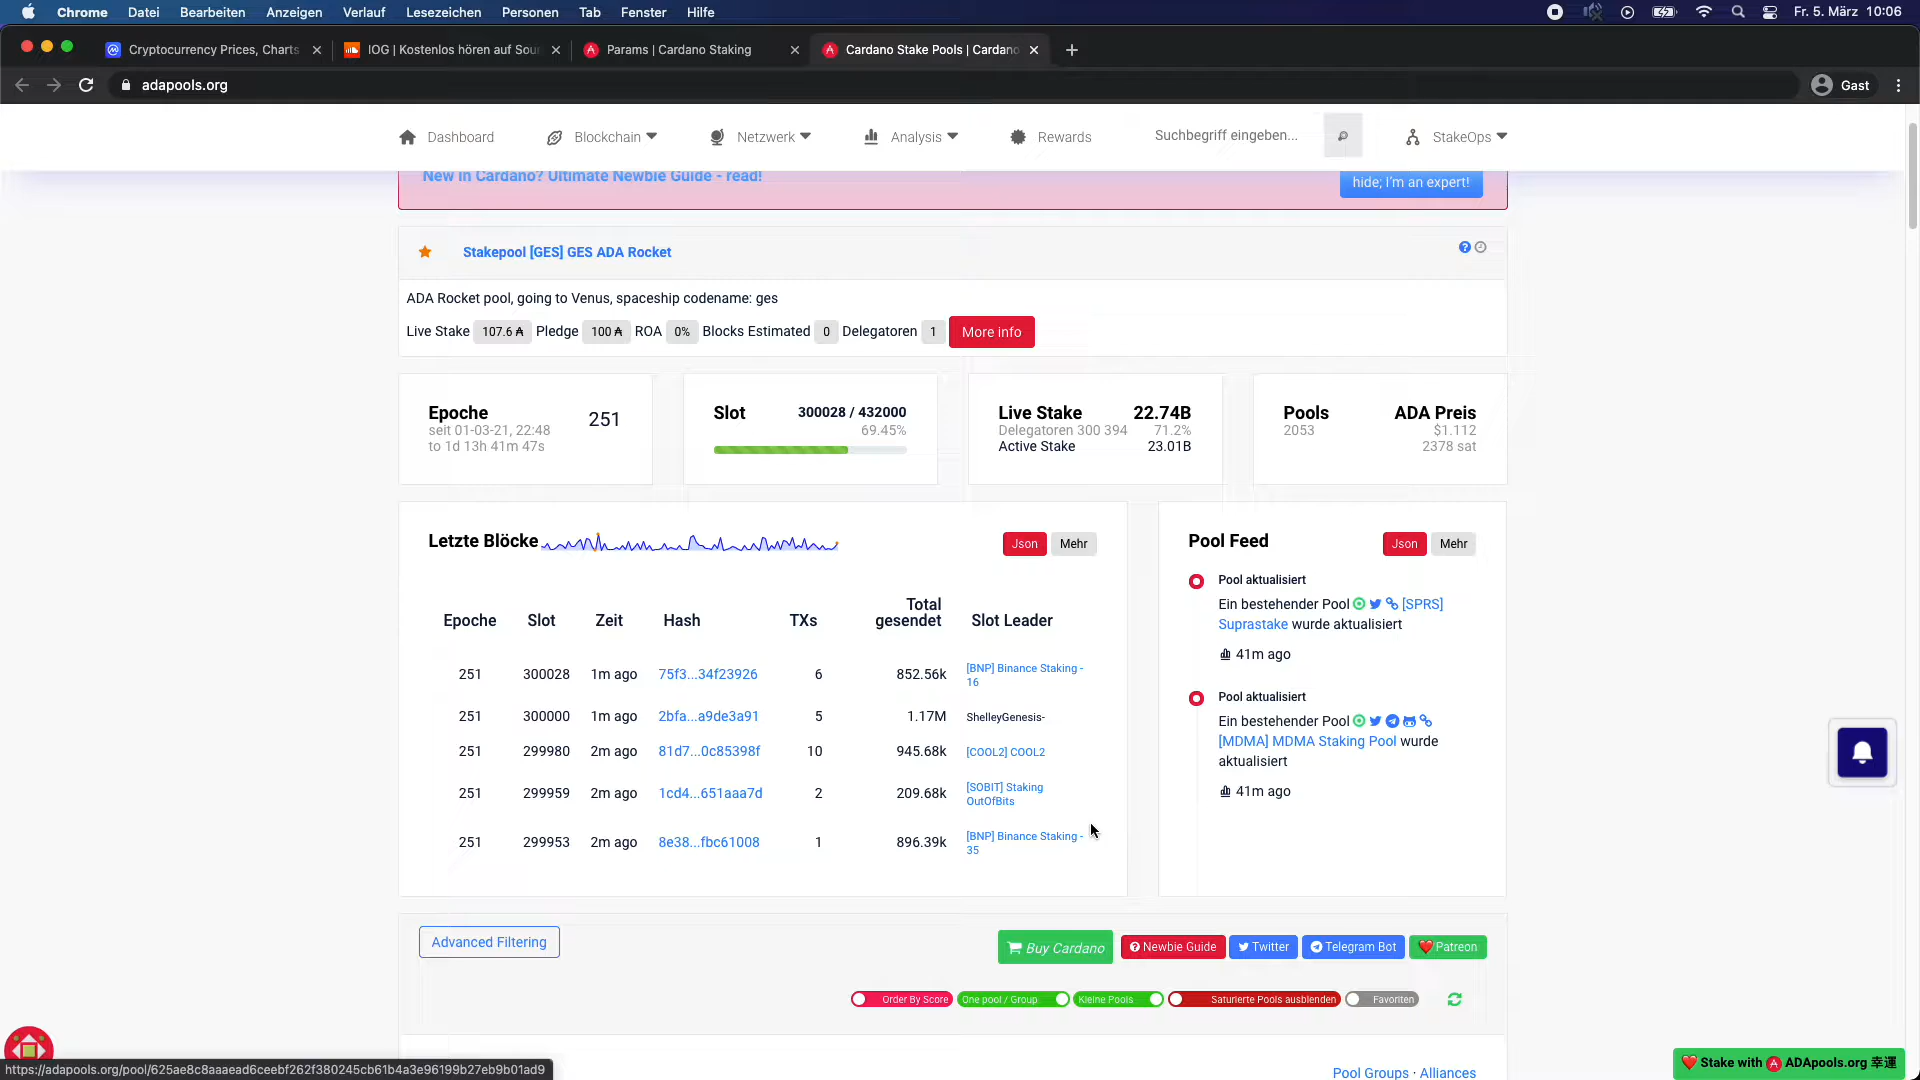 Chrome Datei Bearbeiten Anzeigen Verlauf Lesezeichen Personen Tab Fenster Hilfe
Fr. 5. März 10:06
Cryptocurrency Prices, Charts
IOG | Kostenlos hören auf Sou
Params | Cardano Staking
Cardano Stake Pools | Cardano
adapools.org
Gast
Dashboard
Blockchain
Netzwerk
Analysis
Rewards
Suchbegriff eingeben...
StakeOps
New in Cardano? Ultimate Newbie Guide - read!
hide; I'm an expert!
Stakepool [GES] GES ADA Rocket
ADA Rocket pool, going to Venus, spaceship codename: ges
Live Stake 107.6 ₳ Pledge 100 ₳ ROA 0% Blocks Estimated 0 Delegatoren 1 More info
Epoche 251
seit 01-03-21, 22:48
to 1d 13h 41m 47s
Slot 300028 / 432000
69.45%
Live Stake 22.74B
Delegatoren 300 394 71.2%
Active Stake 23.01B
Pools ADA Preis
2053 $1.112
2378 sat
Letzte Blöcke Json Mehr
Epoche Slot Zeit Hash TXs Total gesendet Slot Leader
251 300028 1m ago 75f3...34f23926 6 852.56k [BNP] Binance Staking - 16
251 300000 1m ago 2bfa...a9de3a91 5 1.17M ShelleyGenesis-
251 299980 2m ago 81d7...0c85398f 10 945.68k [COOL2] COOL2
251 299959 2m ago 1cd4...651aaa7d 2 209.68k [SOBIT] Staking OutOfBits
251 299953 2m ago 8e38...fbc61008 1 896.39k [BNP] Binance Staking - 35
Pool Feed Json Mehr
Pool aktualisiert
Ein bestehender Pool [SPRS]
Suprastake wurde aktualisiert
41m ago
Pool aktualisiert
Ein bestehender Pool
[MDMA] MDMA Staking Pool wurde
aktualisiert
41m ago
Advanced Filtering
Buy Cardano
Newbie Guide
Twitter
Telegram Bot
Patreon
Order By Score
One pool / Group
Kleine Pools
Saturierte Pools ausblenden
Favoriten
Pool Groups · Alliances
https://adapools.org/pool/625ae8c8aaaead6ceebf262f380245cb61b4a3e96199b27eb9b01ad9
Stake with ADApools.org 幸運